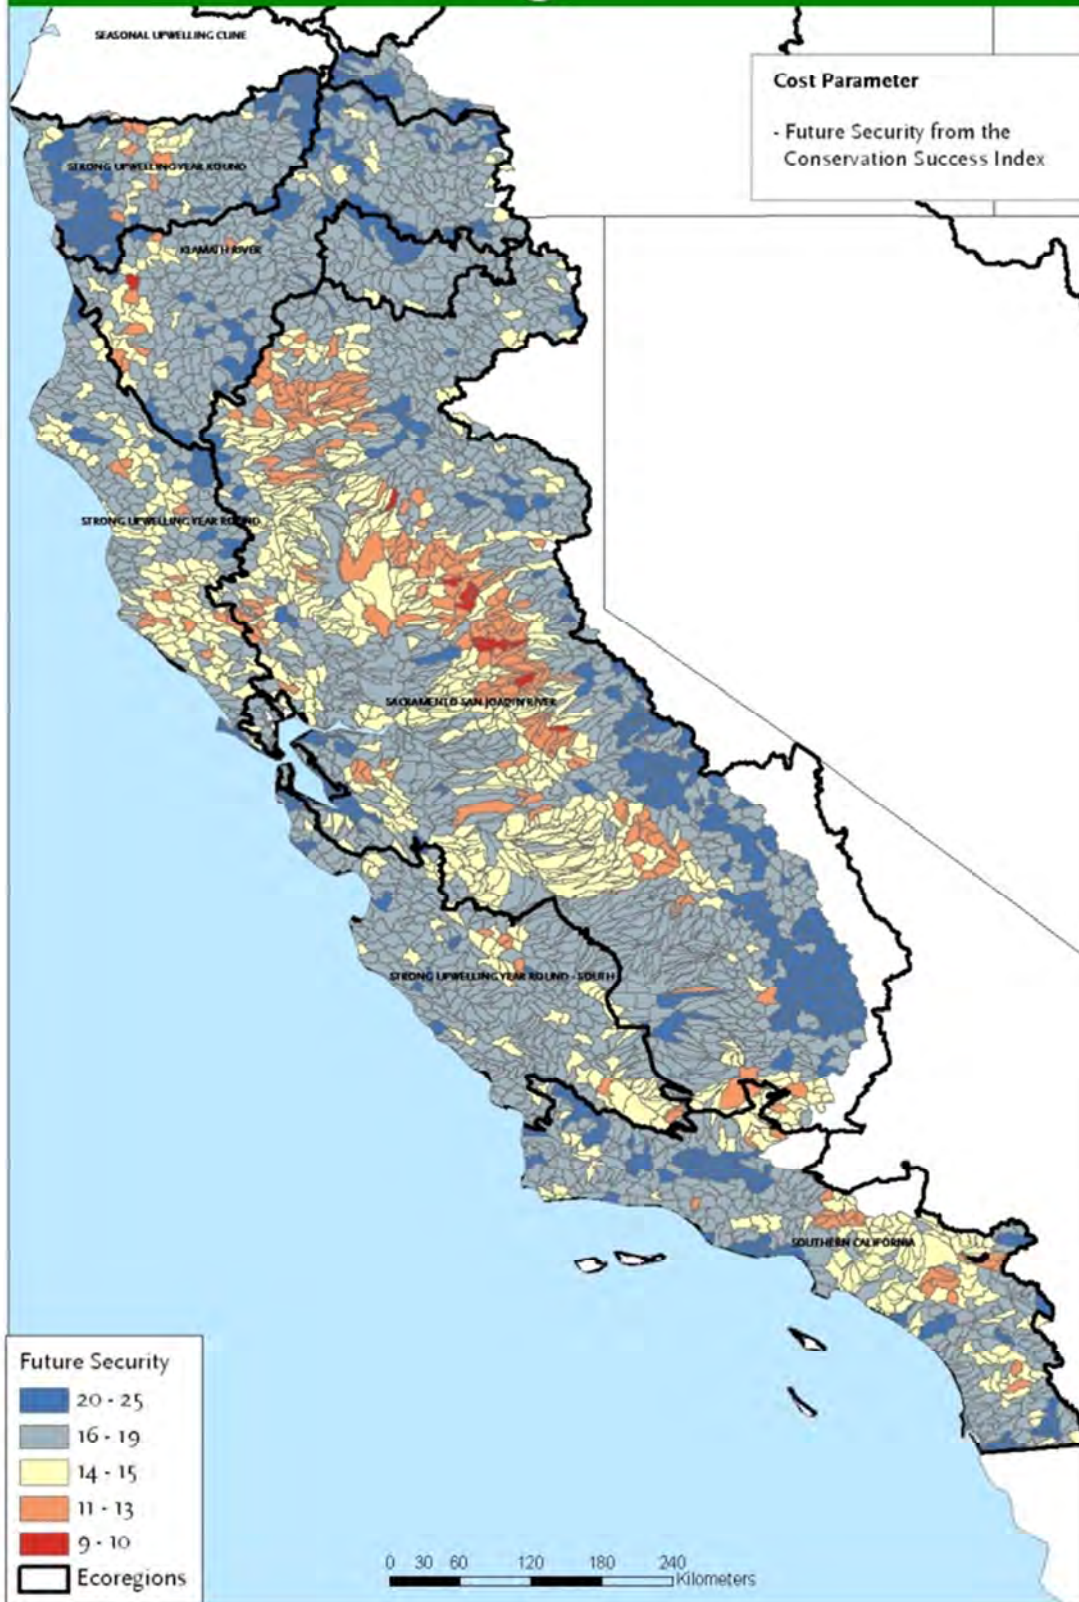 SEASONAL UPWELLING CLINE
Cost Parameter
- Future Security from the
Conservation Success Index
STRONG UPWELLING YEAR ROUND
KLAMATH RIVER
STRONG UPWELLING YEAR ROUND
SACRAMENTO SAN JOAQIN RIVER
STRONG UPWELLING YEAR ROUND - SOUTH
SOUTHERN CALIFORNIA
Future Security
20 - 25
16 - 19
14 - 15
11 - 13
9 - 10
Ecoregions
0 30 60 120 180 240
Kilometers